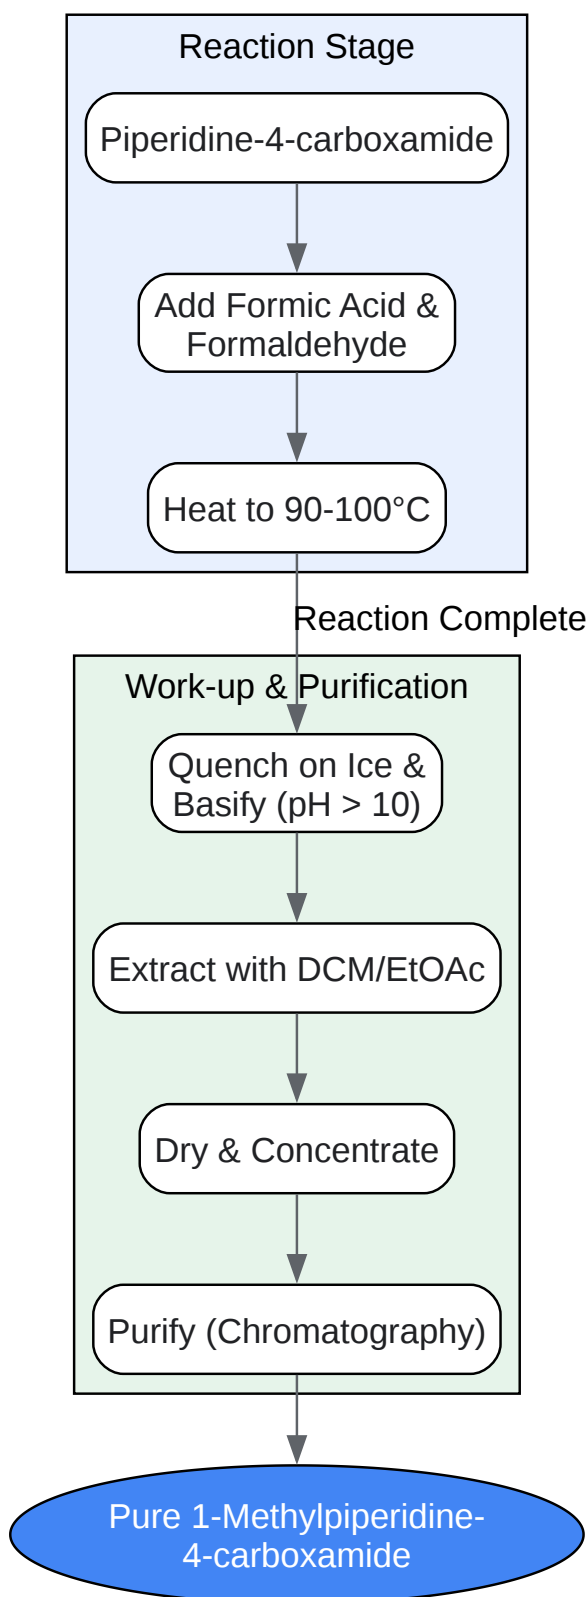 Reaction Stage
Piperidine-4-carboxamide
Add Formic Acid &
Formaldehyde
Heat to 90-100°C
Reaction Complete
Work-up & Purification
Quench on Ice &
Basify (pH > 10)
Extract with DCM/EtOAc
Dry & Concentrate
Purify (Chromatography)
Pure 1-Methylpiperidine-
4-carboxamide